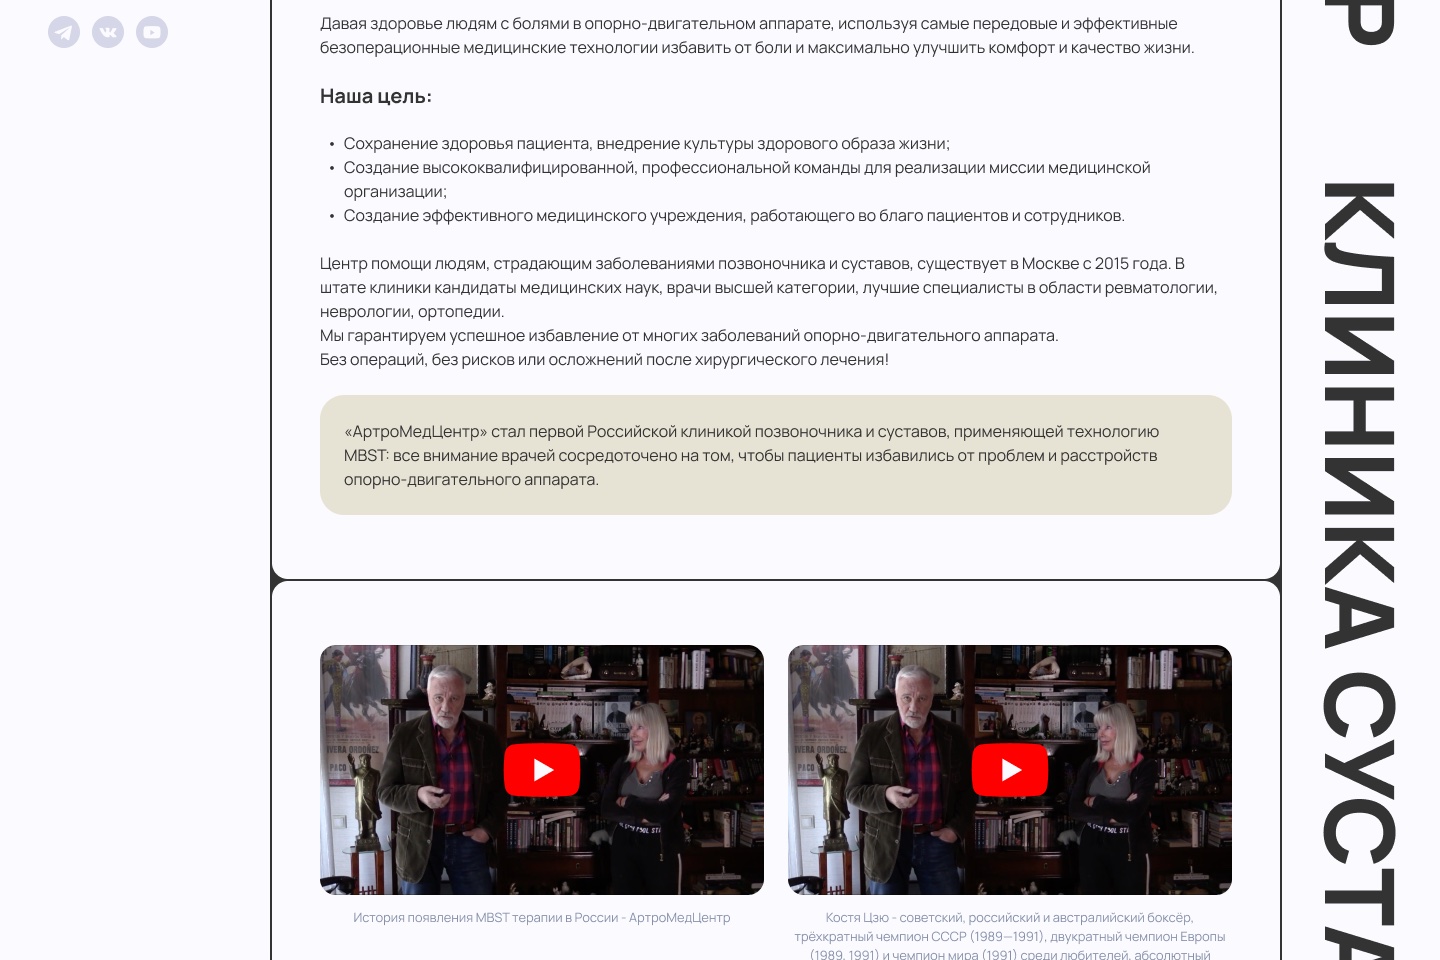 Давая здоровье людям с болями в опорно-двигательном аппарате, используя самые передовые и эффективные
безоперационные медицинские технологии избавить от боли и максимально улучшить комфорт и качество жизни.
Наша цель:
• Сохранение здоровья пациента, внедрение культуры здорового образа жизни;
• Создание высококвалифицированной, профессиональной команды для реализации миссии медицинской
организации;
• Создание эффективного медицинского учреждения, работающего во благо пациентов и сотрудников.
Центр помощи людям, страдающим заболеваниями позвоночника и суставов, существует в Москве с 2015 года. В
штате клиники кандидаты медицинских наук, врачи высшей категории, лучшие специалисты в области ревматологии,
неврологии, ортопедии.
Мы гарантируем успешное избавление от многих заболеваний опорно-двигательного аппарата.
Без операций, без рисков или осложнений после хирургического лечения!
«АртроМедЦентр» стал первой Российской клиникой позвоночника и суставов, применяющей технологию
MBST: все внимание врачей сосредоточено на том, чтобы пациенты избавились от проблем и расстройств
опорно-двигательного аппарата.
История появления MBST терапии в России - АртроМедЦентр
Костя Цзю - советский, российский и австралийский боксёр,
трёхкратный чемпион СССР (1989—1991), двукратный чемпион Европы
(1989, 1991) и чемпион мира (1991) среди любителей, абсолютный
Р КЛИНИКА СУСТА